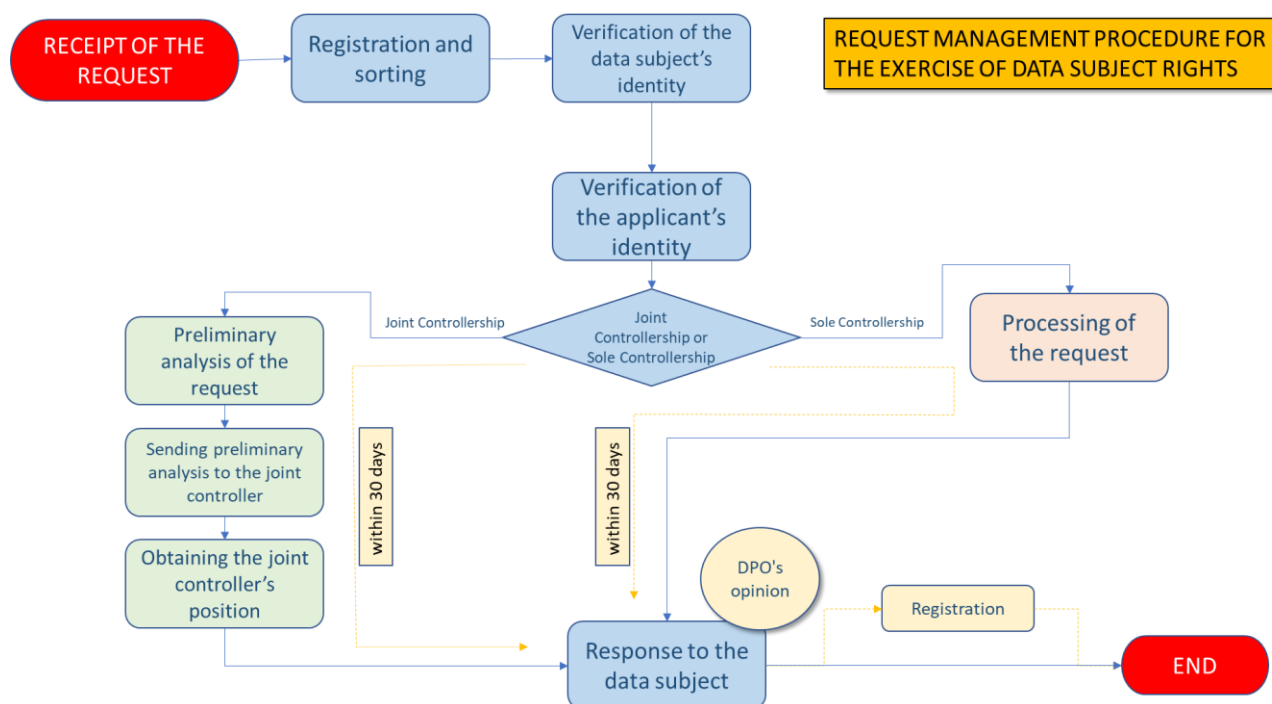 RECEIPT OF THE
REQUEST
Registration and
sorting
Verification of the
data subject's
identity
REQUEST MANAGEMENT PROCEDURE FOR
THE EXERCISE OF DATA SUBJECT RIGHTS
Verification of
the applicant's
identity
Joint Controllership
Joint
Controllership or
Sole Controllership
Sole Controllership
Preliminary
analysis of the
request
Processing of
the request
Sending preliminary
analysis to the joint
controller
within 30 days
within 30 days
Obtaining the joint
controller's
position
DPO's
opinion
Registration
Response to the
data subject
END